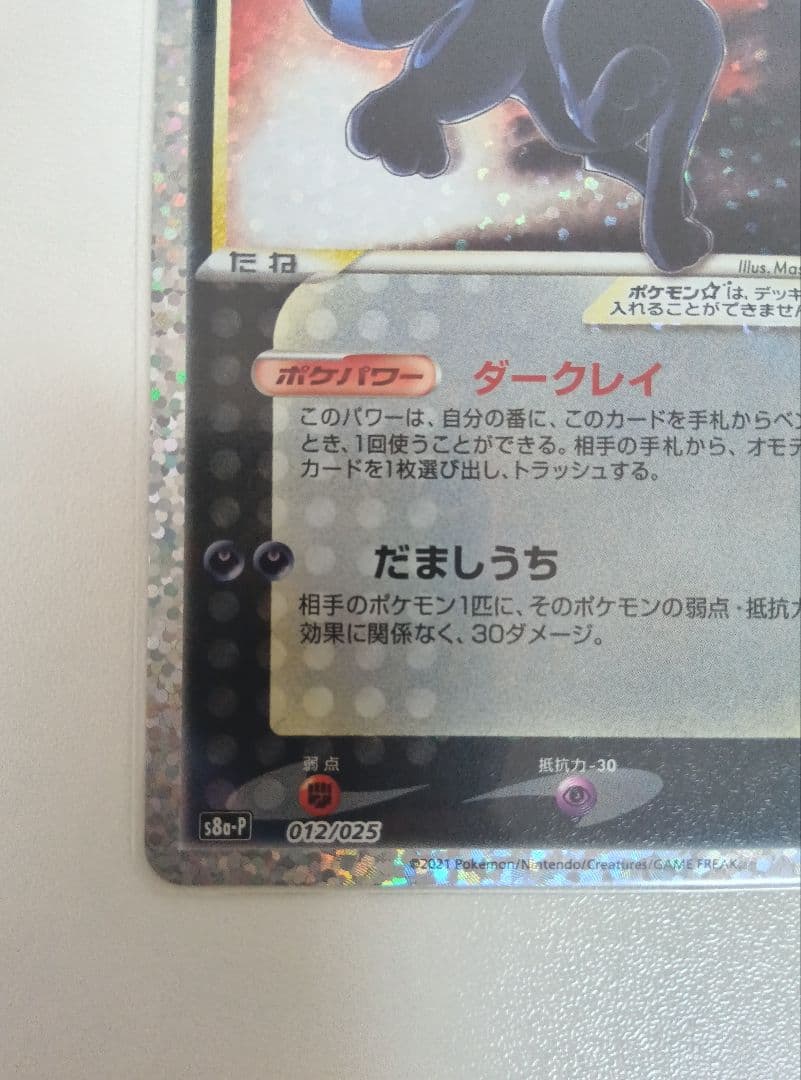 たね
Illus. Mas
ポケモン☆は、デッキ
入れることができません
ポケパワー ダークレイ
このパワーは、自分の番に、このカードを手札からベン
とき、1回使うことができる。相手の手札から、オモテ
カードを1枚選び出し、トラッシュする。
だましうち
相手のポケモン1匹に、そのポケモンの弱点・抵抗力
効果に関係なく、30ダメージ。
弱点 抵抗力-30
s8a-P 012/025
©2021 Pokémon/Nintendo/Creatures/GAME FREAK.